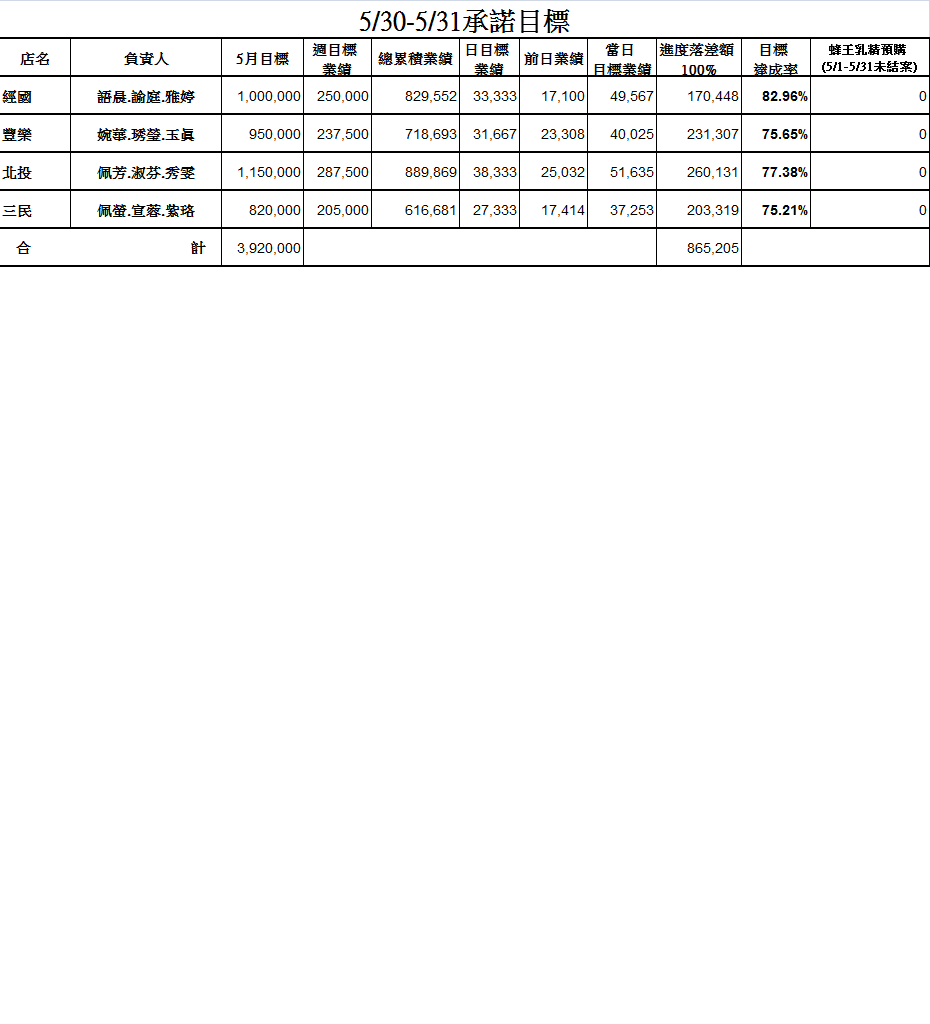 5/30-5/31承諾目標
店名 負責人 5月目標 週目標業績 總累積業績 日目標業績 前日業績 當日目標業績 進度落差額100% 目標達成率 蜂王乳精預購(5/1-5/31未結案)
經國 語晨.諭庭.雅婷 1,000,000 250,000 829,552 33,333 17,100 49,567 170,448 82.96% 0
豐樂 婉華.琇瑩.玉眞 950,000 237,500 718,693 31,667 23,308 40,025 231,307 75.65% 0
北投 佩芳.淑芬.秀雯 1,150,000 287,500 889,869 38,333 25,032 51,635 260,131 77.38% 0
三民 佩螢.宣蓉.紫珞 820,000 205,000 616,681 27,333 17,414 37,253 203,319 75.21% 0
合計 3,920,000 865,205